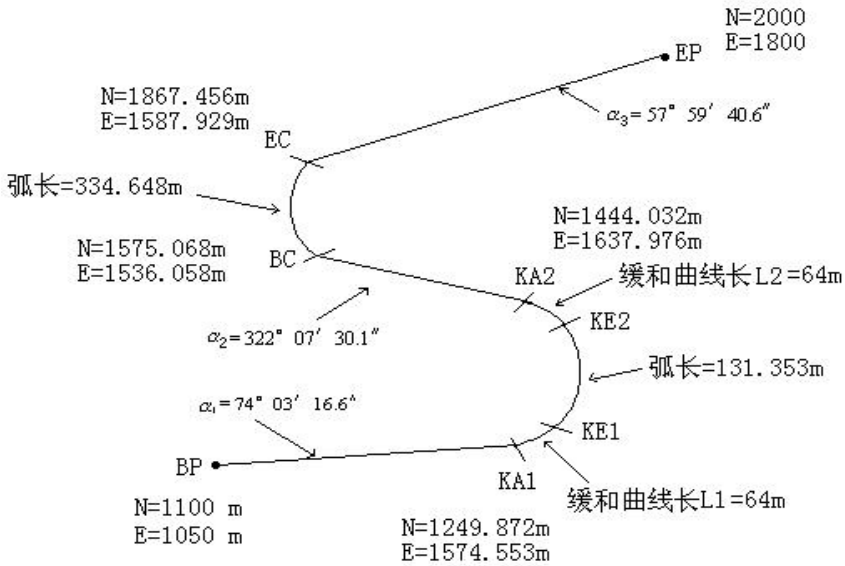 N=2000
E=1800
EP
α₃=57° 59′ 40.6″
N=1867.456m
E=1587.929m
EC
弧长=334.648m
N=1575.068m
E=1536.058m
BC
N=1444.032m
E=1637.976m
KA2
缓和曲线长L2=64m
KE2
α₂=322° 07′ 30.1″
弧长=131.353m
α₁=74° 03′ 16.6″
KE1
BP
KA1
缓和曲线长L1=64m
N=1100 m
E=1050 m
N=1249.872m
E=1574.553m